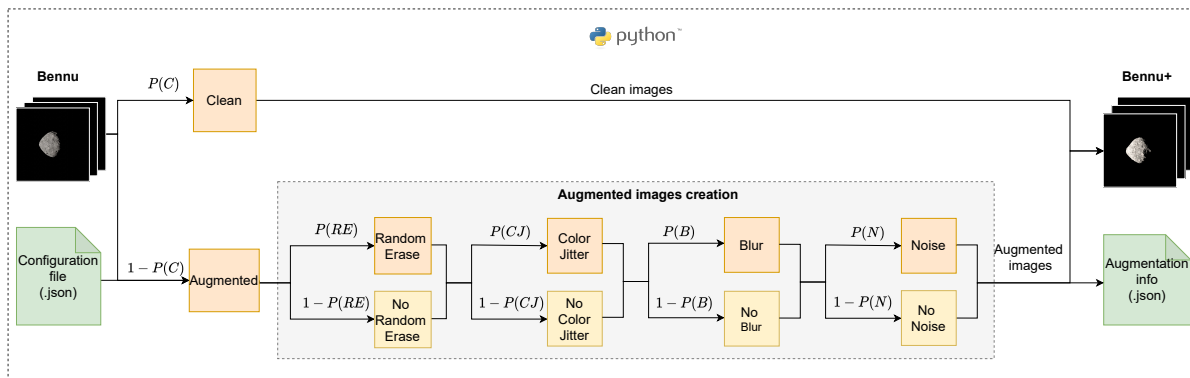 python™
Bennu
Bennu+
P(C)
Clean
Clean images
Augmented images creation
Configuration
file
(.json)
1 − P(C)
Augmented
P(RE)
Random
Erase
1 − P(RE)
No
Random
Erase
P(CJ)
Color
Jitter
1 − P(CJ)
No
Color
Jitter
P(B)
Blur
1 − P(B)
No
Blur
P(N)
Noise
1 − P(N)
No
Noise
Augmented
images
Augmentation
info
(.json)